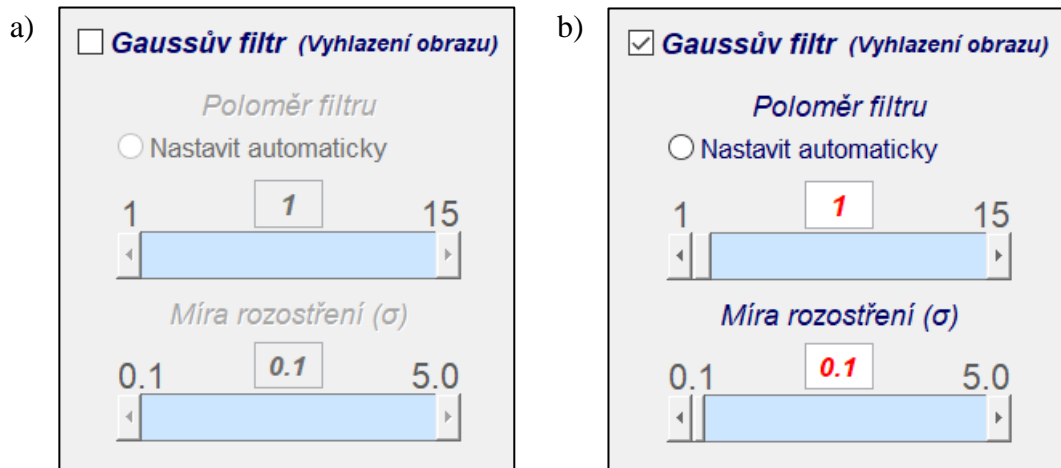 a)
Gaussův filtr (Vyhlazení obrazu)
Poloměr filtru
Nastavit automaticky
1 1 15
Míra rozostření (σ)
0.1 0.1 5.0
b)
Gaussův filtr (Vyhlazení obrazu)
Poloměr filtru
Nastavit automaticky
1 1 15
Míra rozostření (σ)
0.1 0.1 5.0